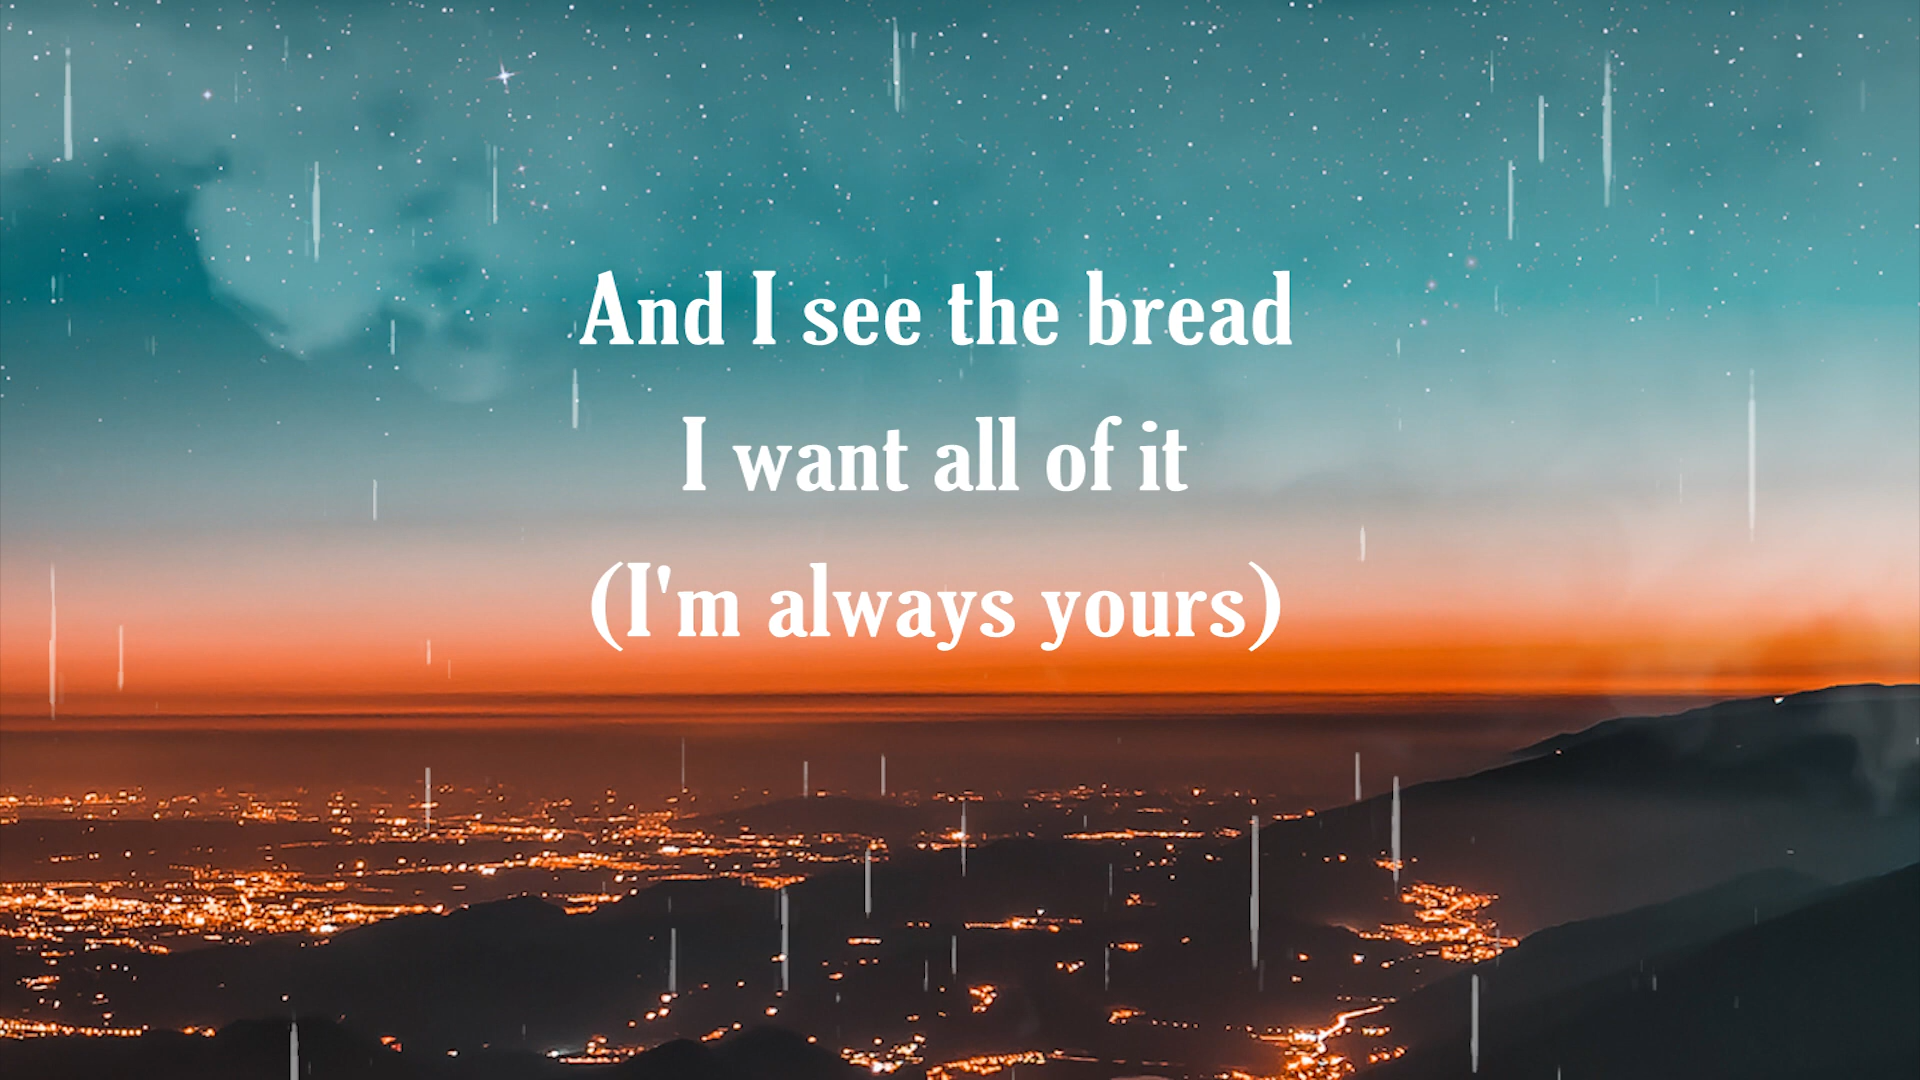 And I see the bread
I want all of it
(I'm always yours)